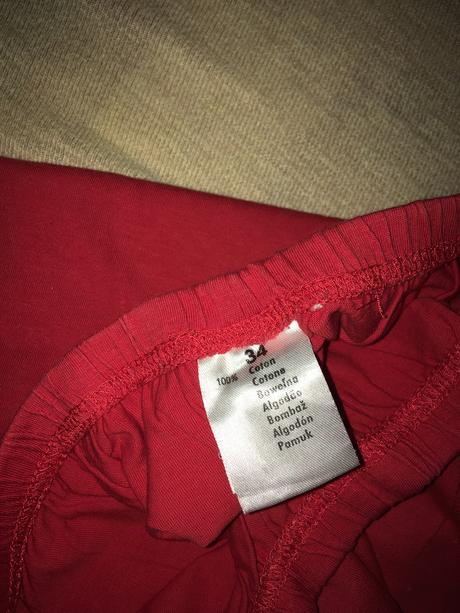 34
100% Coton
Cotone
Bawełna
Algodão
Bombaž
Algodón
Pamuk